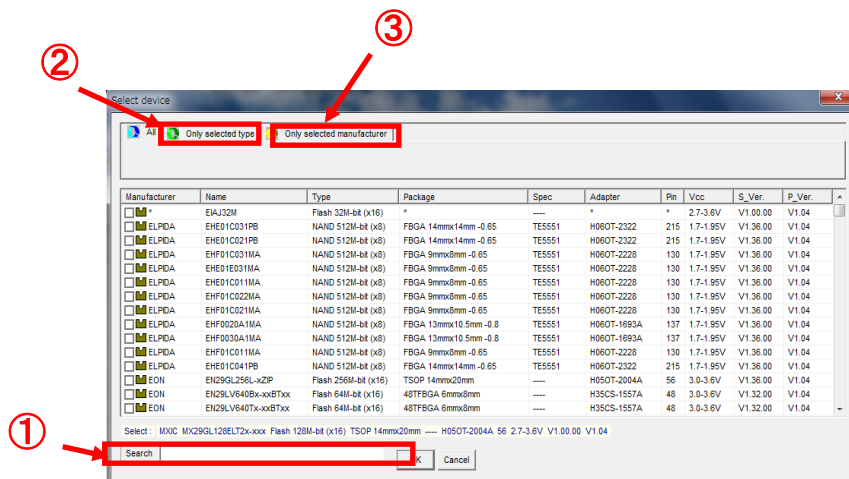 ③
②
Select device
All Only selected type Only selected manufacturer
Manufacturer Name Type Package Spec Adapter Pin Vcc S_Ver. P_Ver.
* EIAJ32M Flash 32M-bit (x16) * ---- * * 2.7-3.6V V1.00.00 V1.04
ELPIDA EHE01C031PB NAND 512M-bit (x8) FBGA 14mmx14mm -0.65 TE5551 H06OT-2322 215 1.7-1.95V V1.36.00 V1.04
ELPIDA EHE01C021PB NAND 512M-bit (x8) FBGA 14mmx14mm -0.65 TE5551 H06OT-2322 215 1.7-1.95V V1.36.00 V1.04
ELPIDA EHF01C031MA NAND 512M-bit (x8) FBGA 9mmx8mm -0.65 TE5551 H06OT-2228 130 1.7-1.95V V1.36.00 V1.04
ELPIDA EHE01E031MA NAND 512M-bit (x8) FBGA 9mmx8mm -0.65 TE5551 H06OT-2228 130 1.7-1.95V V1.36.00 V1.04
ELPIDA EHE01C011MA NAND 512M-bit (x8) FBGA 9mmx8mm -0.65 TE5551 H06OT-2228 130 1.7-1.95V V1.36.00 V1.04
ELPIDA EHF01C022MA NAND 512M-bit (x8) FBGA 9mmx8mm -0.65 TE5551 H06OT-2228 130 1.7-1.95V V1.36.00 V1.04
ELPIDA EHF01C021MA NAND 512M-bit (x8) FBGA 9mmx8mm -0.65 TE5551 H06OT-2228 130 1.7-1.95V V1.36.00 V1.04
ELPIDA EHF0020A1MA NAND 512M-bit (x8) FBGA 13mmx10.5mm -0.8 TE5551 H06OT-1693A 137 1.7-1.95V V1.36.00 V1.04
ELPIDA EHF0030A1MA NAND 512M-bit (x8) FBGA 13mmx10.5mm -0.8 TE5551 H06OT-1693A 137 1.7-1.95V V1.36.00 V1.04
ELPIDA EHF01C011MA NAND 512M-bit (x8) FBGA 9mmx8mm -0.65 TE5551 H06OT-2228 130 1.7-1.95V V1.36.00 V1.04
ELPIDA EHE01C041PB NAND 512M-bit (x8) FBGA 14mmx14mm -0.65 TE5551 H06OT-2322 215 1.7-1.95V V1.36.00 V1.04
EON EN29GL256L-xZIP Flash 256M-bit (x16) TSOP 14mmx20mm ---- H05OT-2004A 56 3.0-3.6V V1.36.00 V1.04
EON EN29LV640Bx-xxBTxx Flash 64M-bit (x16) 48TFBGA 6mmx8mm ---- H35CS-1557A 48 3.0-3.6V V1.32.00 V1.04
EON EN29LV640Tx-xxBTxx Flash 64M-bit (x16) 48TFBGA 6mmx8mm ---- H35CS-1557A 48 3.0-3.6V V1.32.00 V1.04
Select : MXIC MX29GL128ELT2x-xxx Flash 128M-bit (x16) TSOP 14mmx20mm ---- H05OT-2004A 56 2.7-3.6V V1.00.00 V1.04
①
Search Cancel